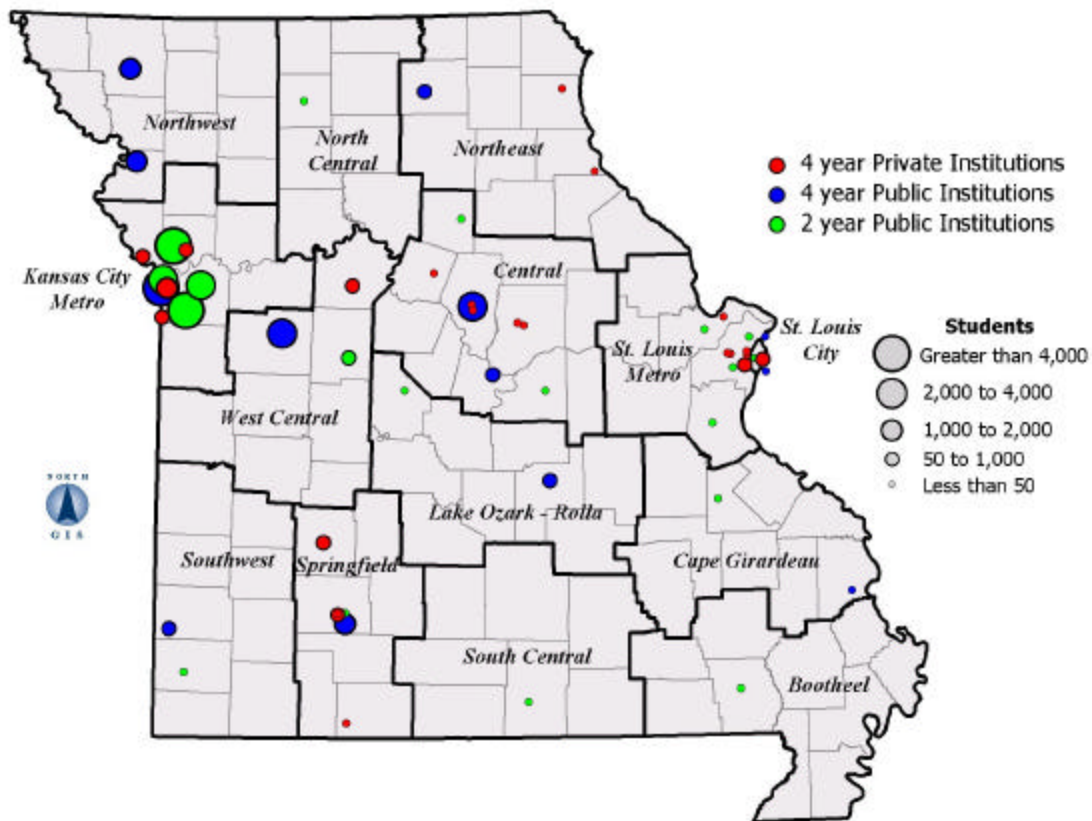 Northwest
North
Central
Northeast
4 year Private Institutions
4 year Public Institutions
2 year Public Institutions
Kansas City
Metro
Central
St. Louis
Metro
St. Louis
City
Students
Greater than 4,000
2,000 to 4,000
1,000 to 2,000
50 to 1,000
Less than 50
West Central
NORTH
GIS
Lake Ozark - Rolla
Southwest
Springfield
Cape Girardeau
South Central
Bootheel